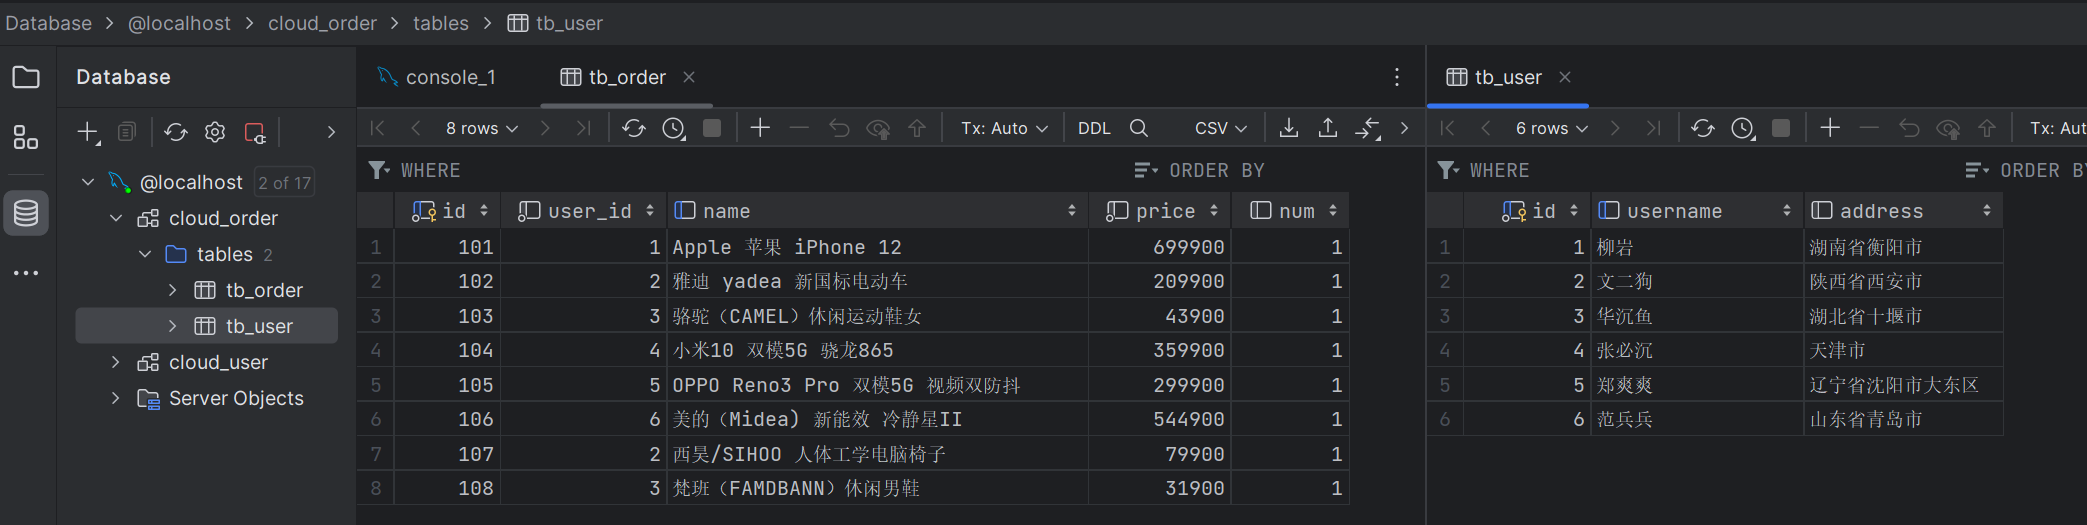 Database > @localhost > cloud_order > tables > tb_user
Database
@localhost 2 of 17
cloud_order
tables 2
tb_order
tb_user
cloud_user
Server Objects
console_1 tb_order
8 rows Tx: Auto DDL CSV
WHERE ORDER BY
id user_id name price num
1 101 1 Apple 苹果 iPhone 12 699900 1
2 102 2 雅迪 yadea 新国标电动车 209900 1
3 103 3 骆驼（CAMEL）休闲运动鞋女 43900 1
4 104 4 小米10 双模5G 骁龙865 359900 1
5 105 5 OPPO Reno3 Pro 双模5G 视频双防抖 299900 1
6 106 6 美的（Midea) 新能效 冷静星II 544900 1
7 107 2 西昊/SIHOO 人体工学电脑椅子 79900 1
8 108 3 梵班（FAMDBANN）休闲男鞋 31900 1
tb_user
6 rows Tx: Aut
WHERE ORDER BY
id username address
1 1 柳岩 湖南省衡阳市
2 2 文二狗 陕西省西安市
3 3 华沉鱼 湖北省十堰市
4 4 张必沉 天津市
5 5 郑爽爽 辽宁省沈阳市大东区
6 6 范兵兵 山东省青岛市